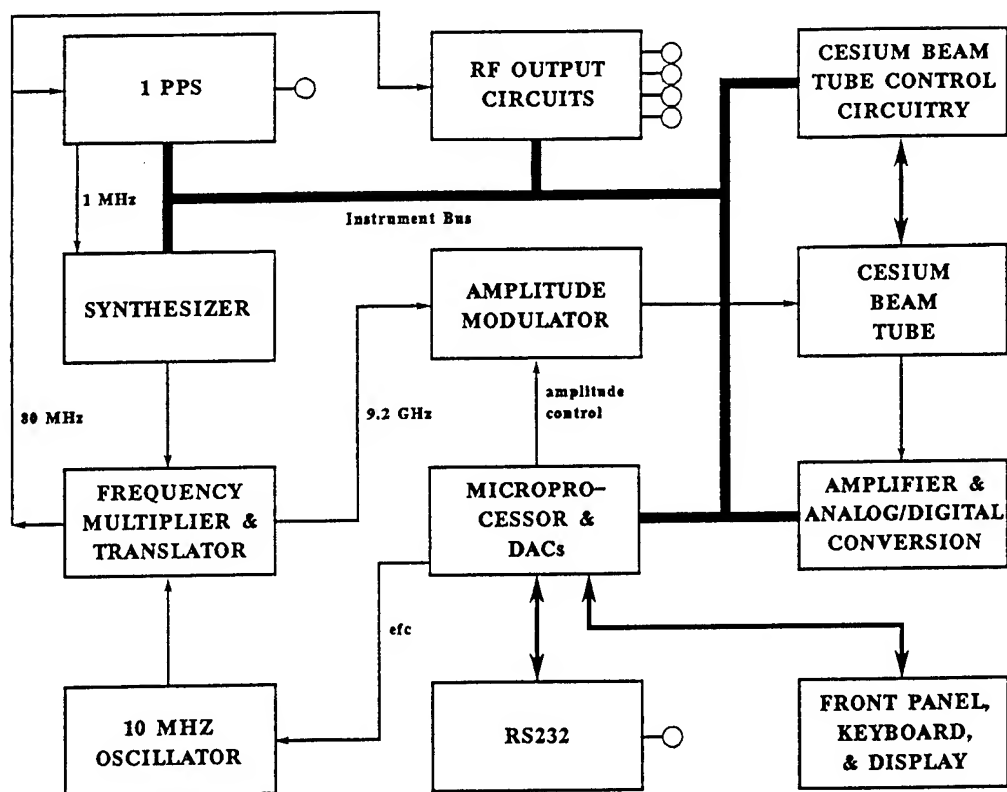 1 PPS
RF OUTPUT
CIRCUITS
CESIUM BEAM
TUBE CONTROL
CIRCUITRY
1 MHz
Instrument Bus
SYNTHESIZER
AMPLITUDE
MODULATOR
CESIUM
BEAM
TUBE
80 MHz
9.2 GHz
amplitude
control
FREQUENCY
MULTIPLIER &
TRANSLATOR
MICROPRO-
CESSOR &
DACs
AMPLIFIER &
ANALOG/DIGITAL
CONVERSION
efc
10 MHZ
OSCILLATOR
RS232
FRONT PANEL,
KEYBOARD,
& DISPLAY